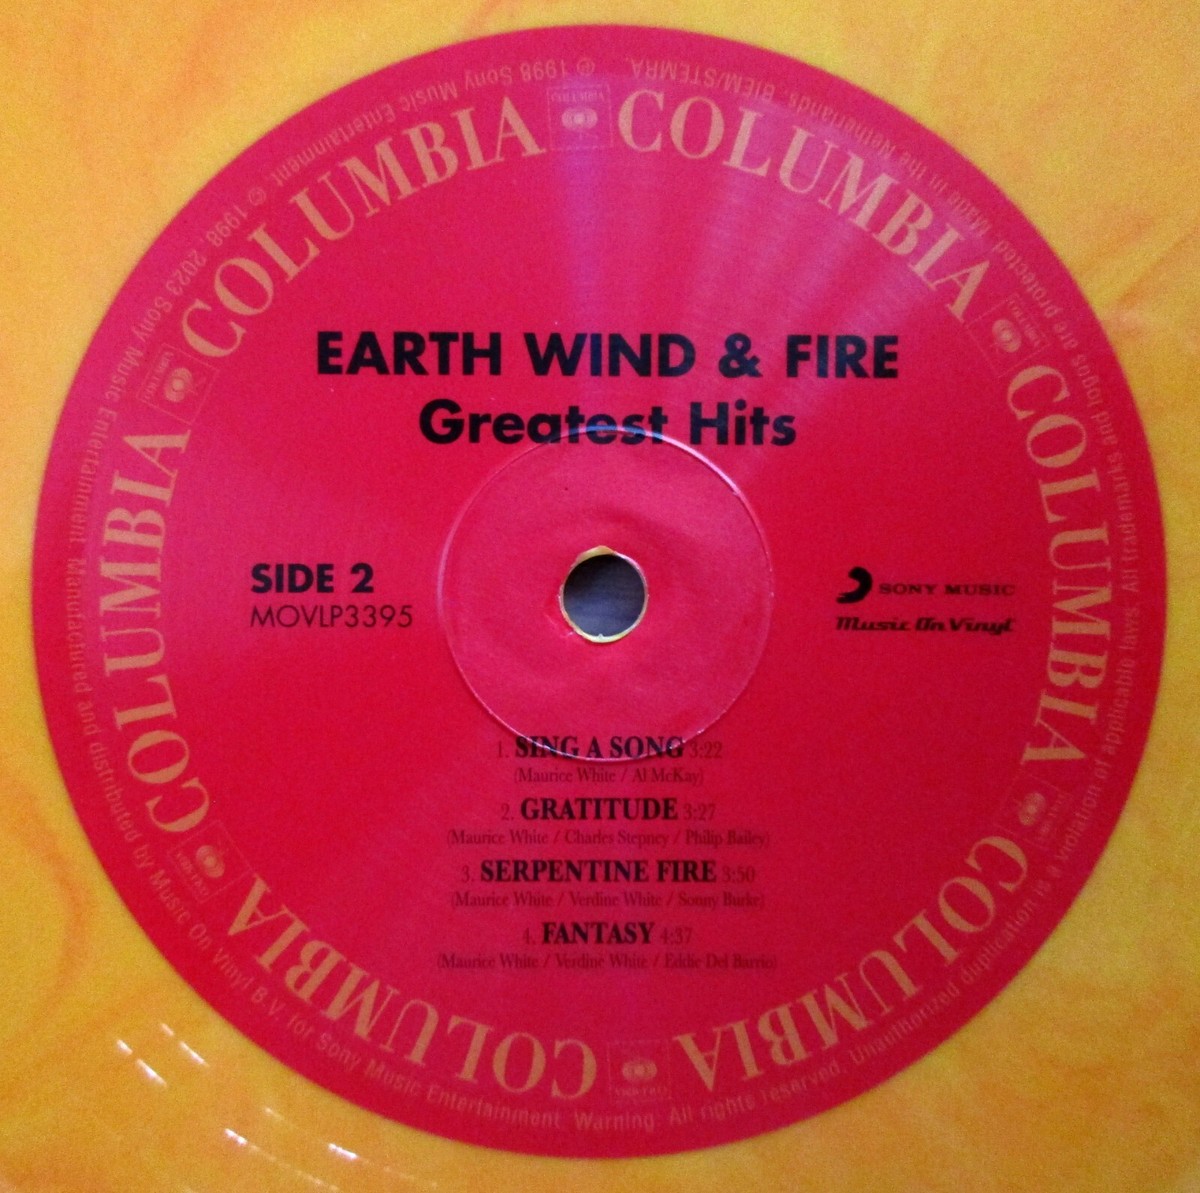 EARTH WIND & FIRE
Greatest Hits
SIDE 2
MOVLP3395
SONY MUSIC
Music On Vinyl
1. SING A SONG 3:22
(Maurice White / Al McKay)
2. GRATITUDE 3:27
(Maurice White / Charles Stepney / Philip Bailey)
3. SERPENTINE FIRE 3:50
(Maurice White / Verdine White / Sonny Burke)
4. FANTASY 4:37
(Maurice White / Verdine White / Eddie Del Barrio)
COLUMBIA
COLUMBIA
COLUMBIA
COLUMBIA
COLUMBIA
COLUMBIA
COLUMBIA
COLUMBIA
COLUMBIA
COLUMBIA
COLUMBIA
COLUMBIA
COLUMBIA
℗ 1998 Sony Music Entertainment © 1998, 2023 Sony Music Entertainment. Manufactured and distributed by Music On Vinyl B.V. for Sony Music Entertainment. Warning: All rights reserved. Unauthorized duplication is a violation of applicable laws. All trademarks and logos are protected. Made in the Netherlands. BIEM/STEMRA.